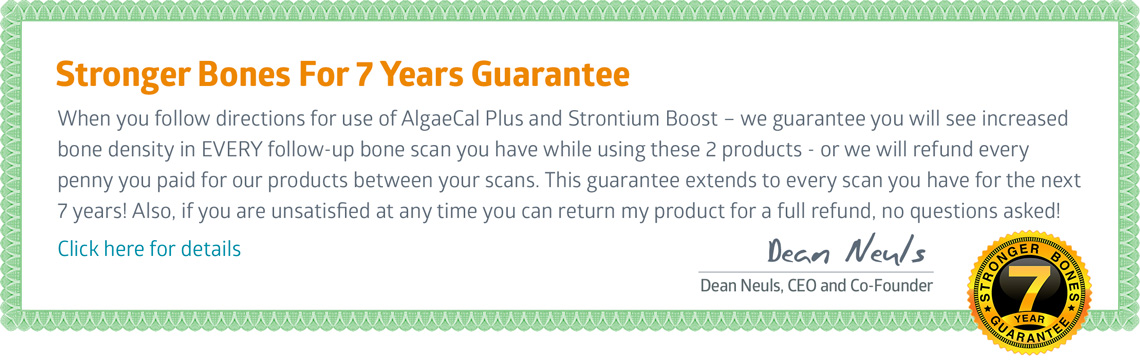 Stronger Bones For 7 Years Guarantee
When you follow directions for use of AlgaeCal Plus and Strontium Boost – we guarantee you will see increased
bone density in EVERY follow-up bone scan you have while using these 2 products - or we will refund every
penny you paid for our products between your scans. This guarantee extends to every scan you have for the next
7 years! Also, if you are unsatisfied at any time you can return my product for a full refund, no questions asked!
Click here for details
Dean Neuls
Dean Neuls, CEO and Co-Founder
STRONGER BONES
7
YEAR
GUARANTEE